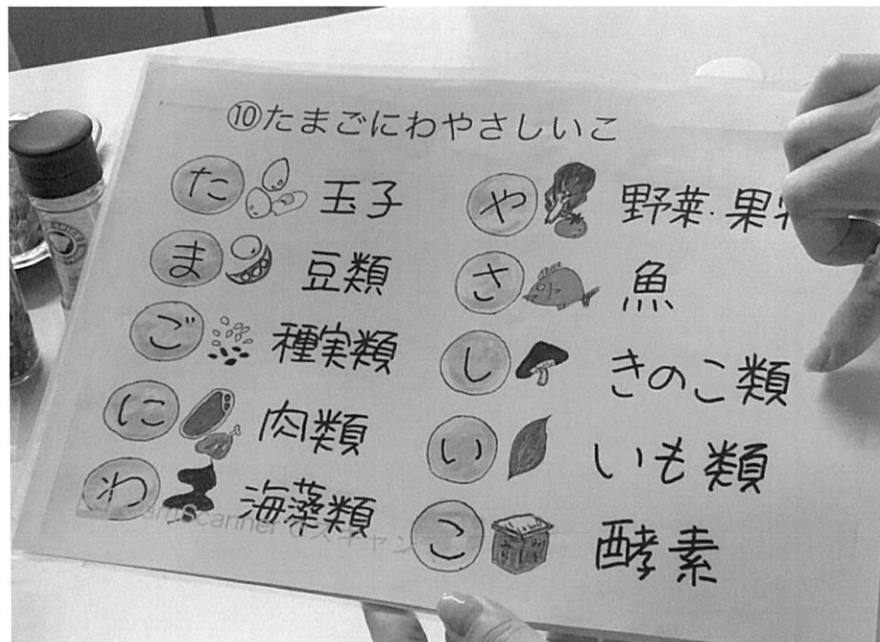 ⑩たまごにわやさしいこ
た 玉子
ま 豆類
ご 種実類
に 肉類
わ 海藻類
や 野菜・果
さ 魚
し きのこ類
い いも類
こ 酵素